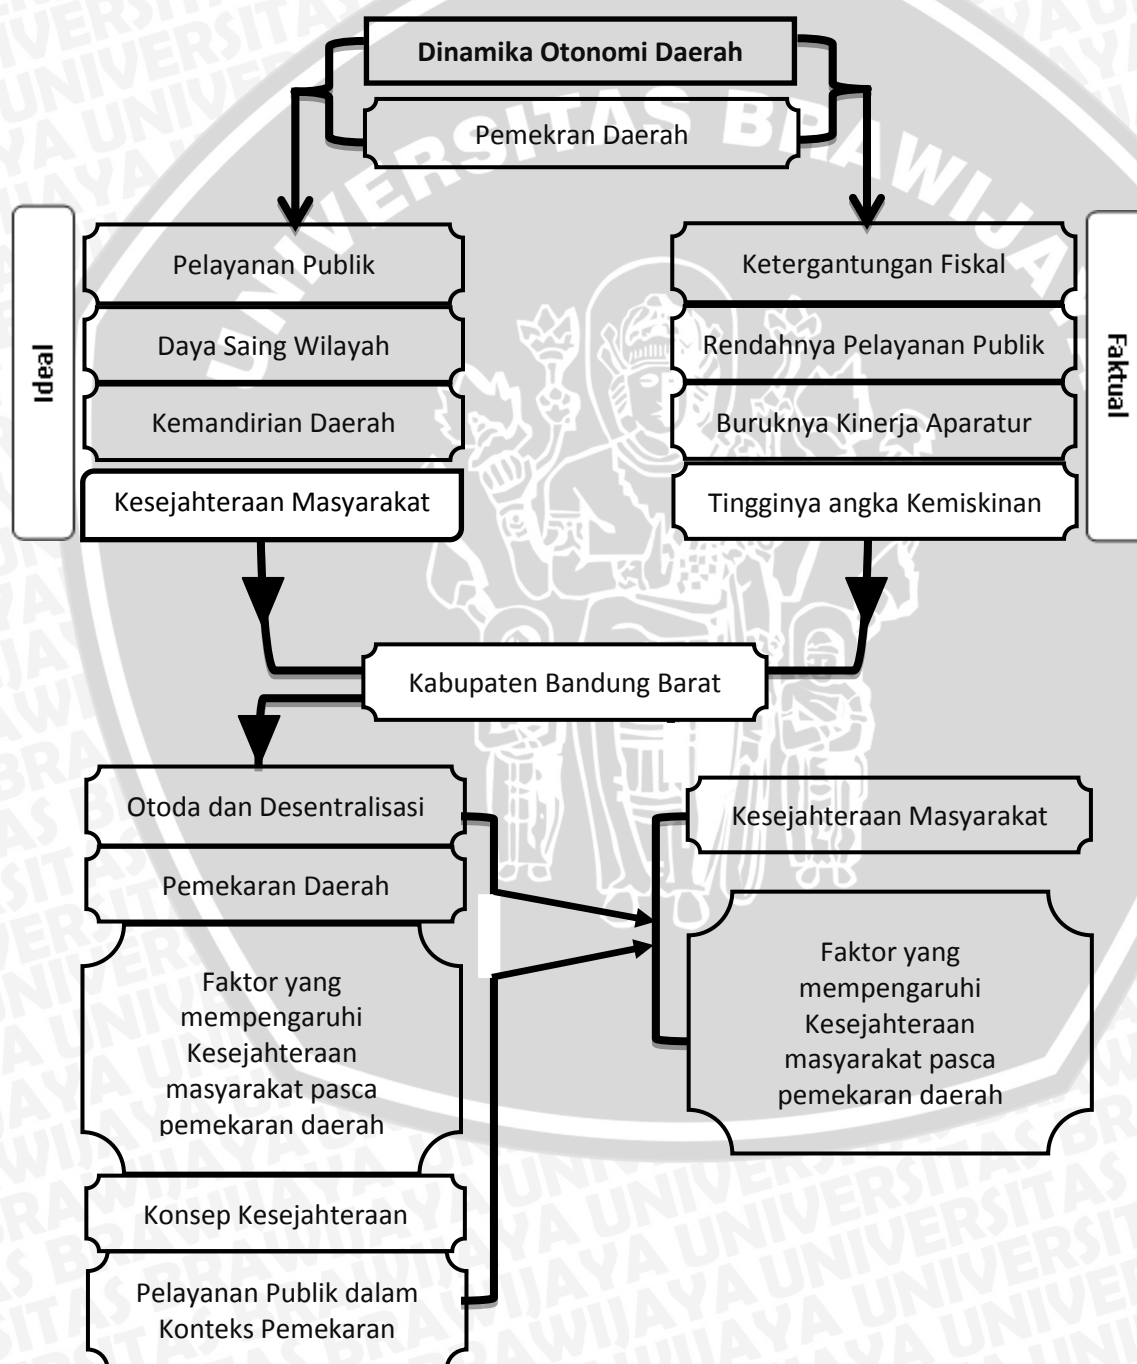 Dinamika Otonomi Daerah
Pemekran Daerah
UNIVERSITAS BRAWIJAYA
Ideal
Pelayanan Publik
Daya Saing Wilayah
Kemandirian Daerah
Kesejahteraan Masyarakat
Ketergantungan Fiskal
Rendahnya Pelayanan Publik
Buruknya Kinerja Aparatur
Tingginya angka Kemiskinan
Faktual
Kabupaten Bandung Barat
Otoda dan Desentralisasi
Pemekaran Daerah
Faktor yang
mempengaruhi
Kesejahteraan
masyarakat pasca
pemekaran daerah
Konsep Kesejahteraan
Pelayanan Publik dalam
Konteks Pemekaran
Kesejahteraan Masyarakat
Faktor yang
mempengaruhi
Kesejahteraan
masyarakat pasca
pemekaran daerah